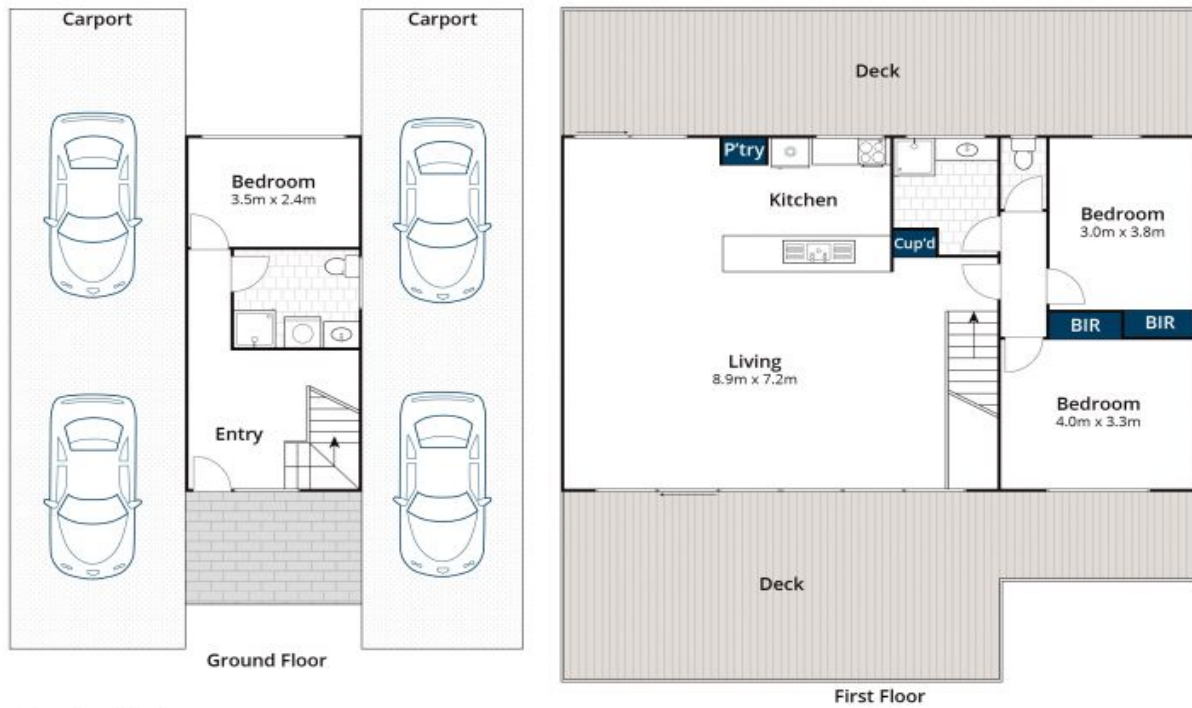 Carport
Carport
Bedroom
3.5m x 2.4m
Entry
Ground Floor
Deck
P'try
Kitchen
Cup'd
Bedroom
3.0m x 3.8m
BIR
BIR
Living
8.9m x 7.2m
Bedroom
4.0m x 3.3m
Deck
First Floor